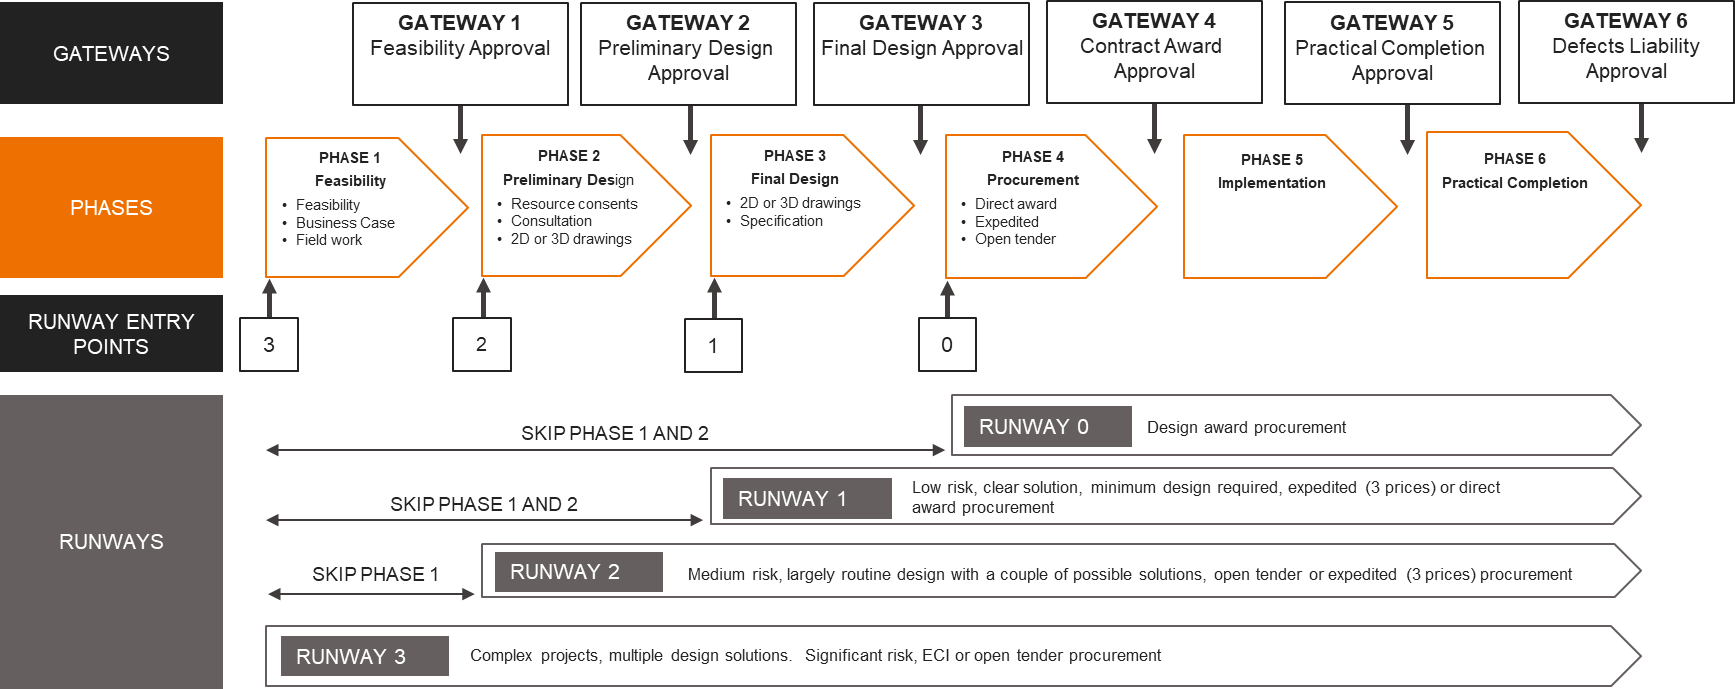 GATEWAYS
GATEWAY 1
Feasibility Approval
GATEWAY 2
Preliminary Design
Approval
GATEWAY 3
Final Design Approval
GATEWAY 4
Contract Award
Approval
GATEWAY 5
Practical Completion
Approval
GATEWAY 6
Defects Liability
Approval
PHASES
PHASE 1
Feasibility
• Feasibility
• Business Case
• Field work
PHASE 2
Preliminary Design
• Resource consents
• Consultation
• 2D or 3D drawings
PHASE 3
Final Design
• 2D or 3D drawings
• Specification
PHASE 4
Procurement
• Direct award
• Expedited
• Open tender
PHASE 5
Implementation
PHASE 6
Practical Completion
RUNWAY ENTRY
POINTS
3
2
1
0
RUNWAYS
SKIP PHASE 1 AND 2
RUNWAY 0
Design award procurement
SKIP PHASE 1 AND 2
RUNWAY 1
Low risk, clear solution, minimum design required, expedited (3 prices) or direct
award procurement
SKIP PHASE 1
RUNWAY 2
Medium risk, largely routine design with a couple of possible solutions, open tender or expedited (3 prices) procurement
RUNWAY 3
Complex projects, multiple design solutions. Significant risk, ECI or open tender procurement